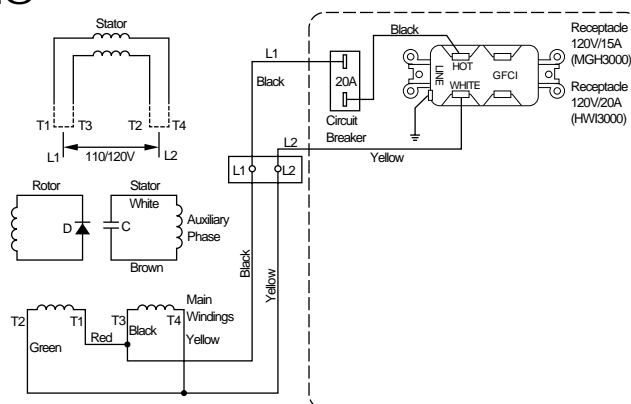 Stator
T1 T3 T2 T4
L1 110/120V L2
Rotor
D
Stator
White
C
Auxiliary
Phase
Brown
Main
Windings
T2 T1 T3 T4
Red Black Yellow
Green
L1
Black
L1 L2
Black
Yellow
20A
Circuit
Breaker
L2
Yellow
Black
HOT
LINE
WHITE
GFCI
Receptacle
120V/15A
(MGH3000)
Receptacle
120V/20A
(HWI3000)